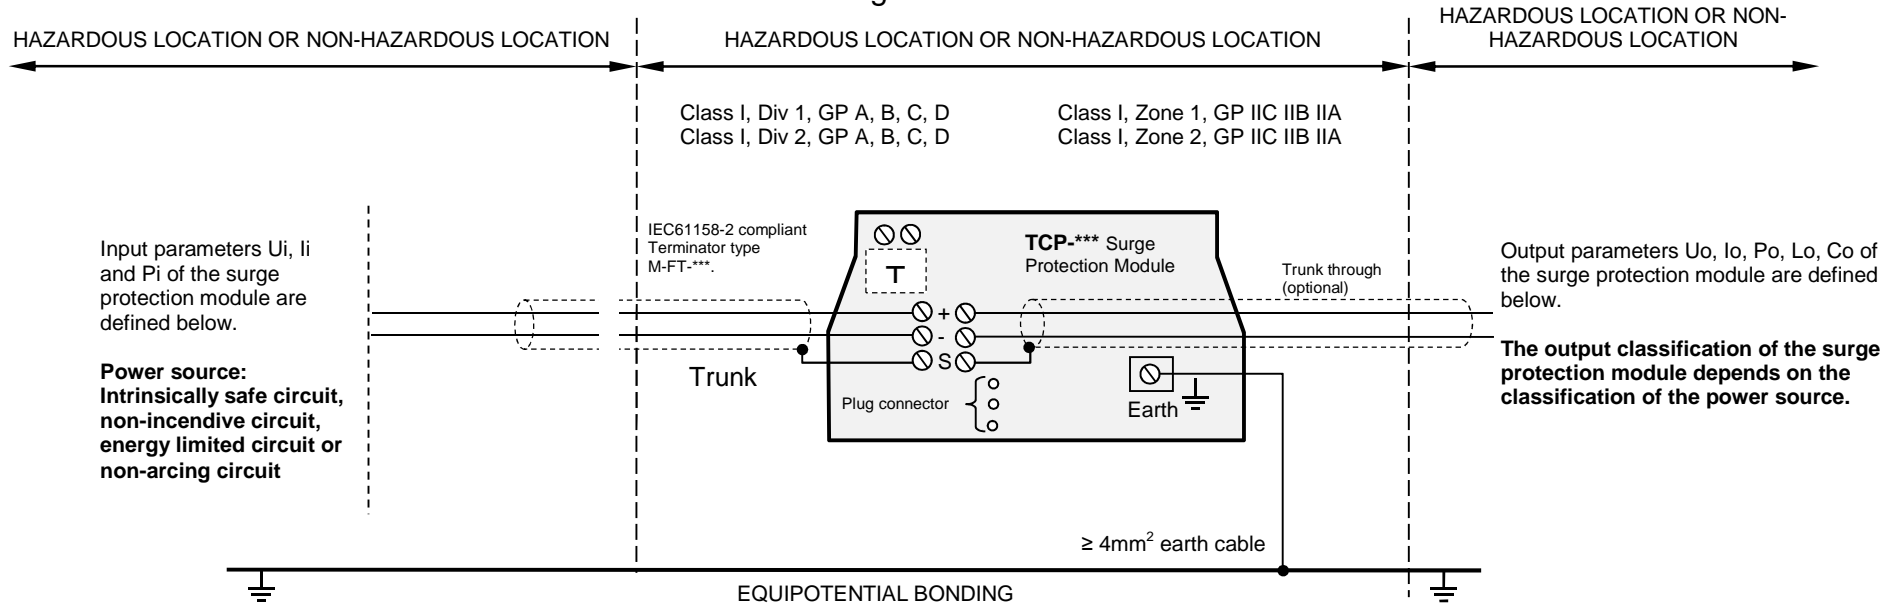 g
HAZARDOUS LOCATION OR NON-HAZARDOUS LOCATION
HAZARDOUS LOCATION OR NON-HAZARDOUS LOCATION
HAZARDOUS LOCATION OR NON-
HAZARDOUS LOCATION
Class I, Div 1, GP A, B, C, D
Class I, Div 2, GP A, B, C, D
Class I, Zone 1, GP IIC IIB IIA
Class I, Zone 2, GP IIC IIB IIA
Input parameters Ui, Ii
and Pi of the surge
protection module are
defined below.
Power source:
Intrinsically safe circuit,
non-incendive circuit,
energy limited circuit or
non-arcing circuit
IEC61158-2 compliant
Terminator type
M-FT-***.
Trunk
T
TCP-*** Surge
Protection Module
+
-
S
Plug connector
Earth
Trunk through
(optional)
Output parameters Uo, Io, Po, Lo, Co of
the surge protection module are defined
below.
The output classification of the surge
protection module depends on the
classification of the power source.
≥ 4mm² earth cable
EQUIPOTENTIAL BONDING